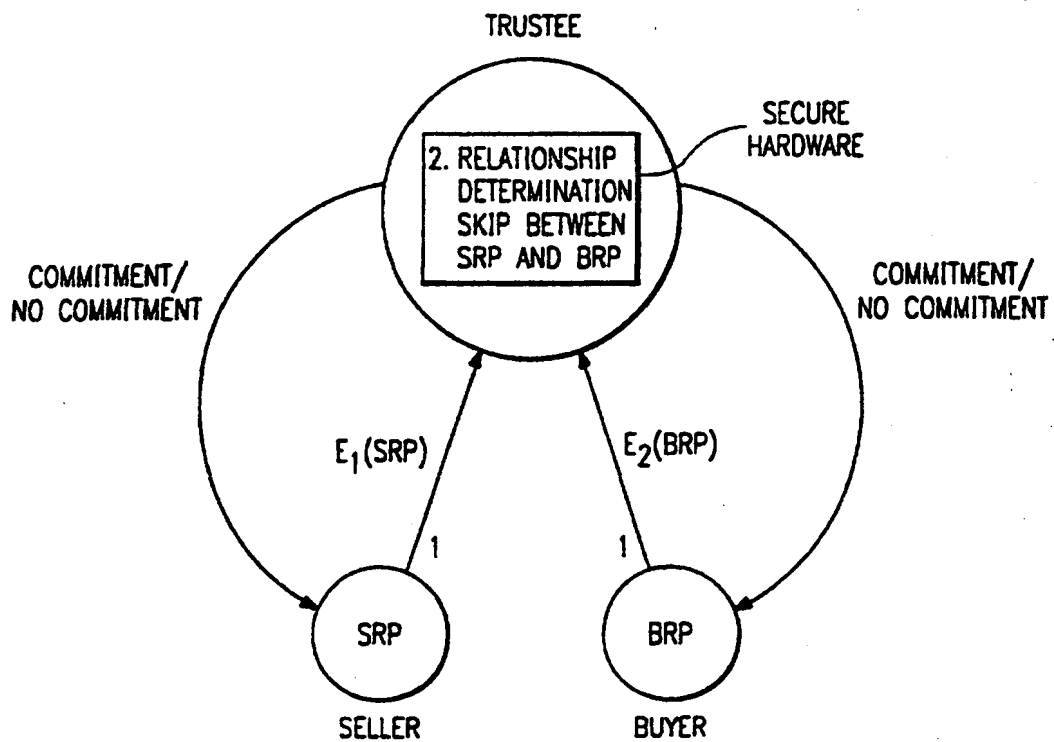 TRUSTEE
SECURE
HARDWARE
2. RELATIONSHIP
DETERMINATION
SKIP BETWEEN
SRP AND BRP
COMMITMENT/
NO COMMITMENT
COMMITMENT/
NO COMMITMENT
E₁(SRP)
E₂(BRP)
1
1
SRP
BRP
SELLER
BUYER